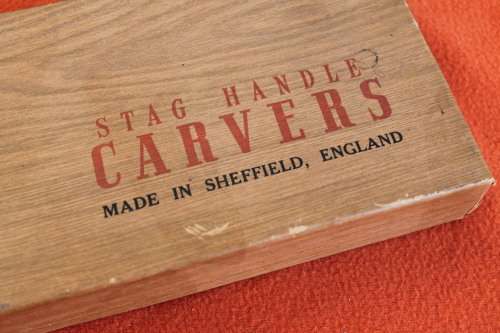 STAG HANDLE
CARVERS
MADE IN SHEFFIELD, ENGLAND